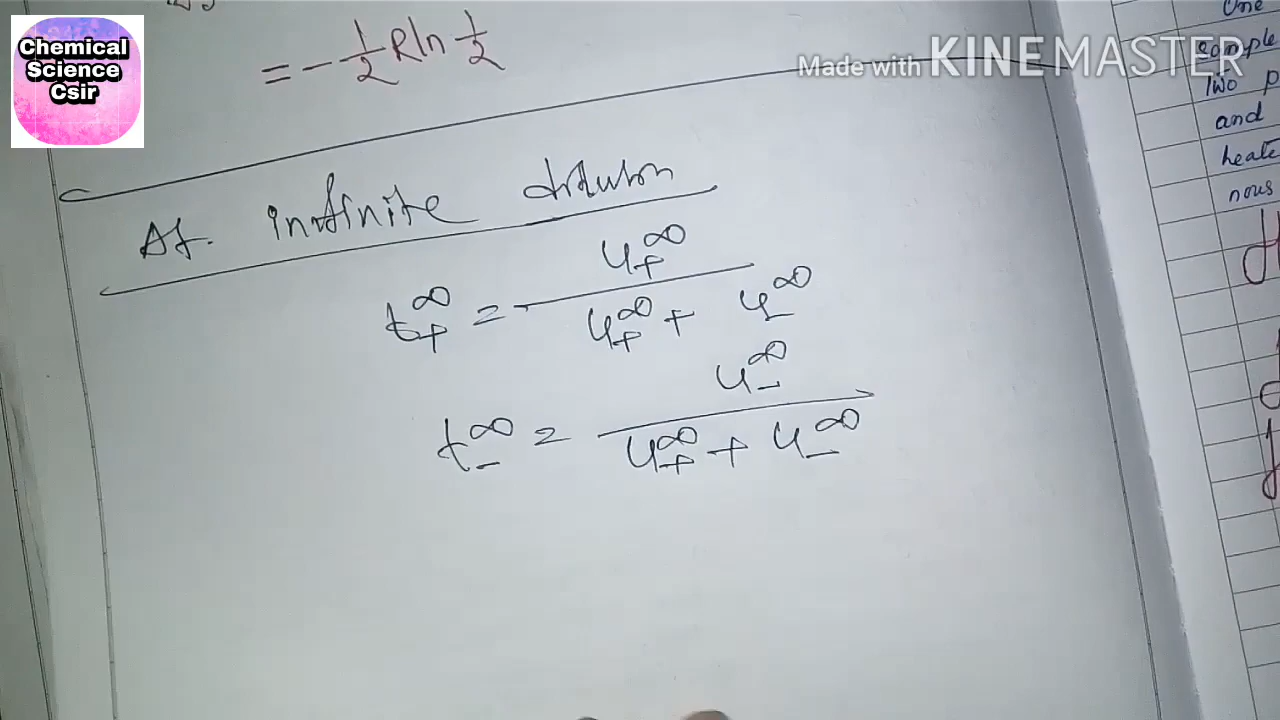 Chemical
Science
Csir
Made with KINEMASTER
= - 1/2 R ln 1/2
At infinite dilution
t₊^∞ = u₊^∞ / (u₊^∞ + u₋^∞)
t₋^∞ = u₋^∞ / (u₊^∞ + u₋^∞)
one
comple
Two p
and
heate
nous